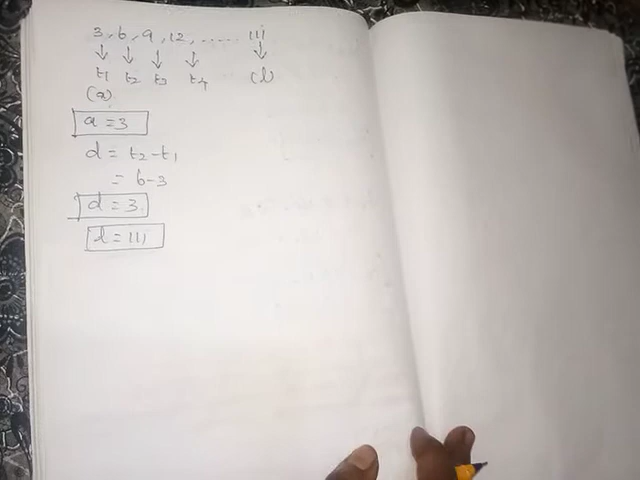 3, 6, 9, 12, ...... 111
↓ ↓ ↓ ↓ ↓
t1 t2 t3 t4 (l)
(a)
a = 3
d = t2 - t1
= 6 - 3
d = 3
l = 111